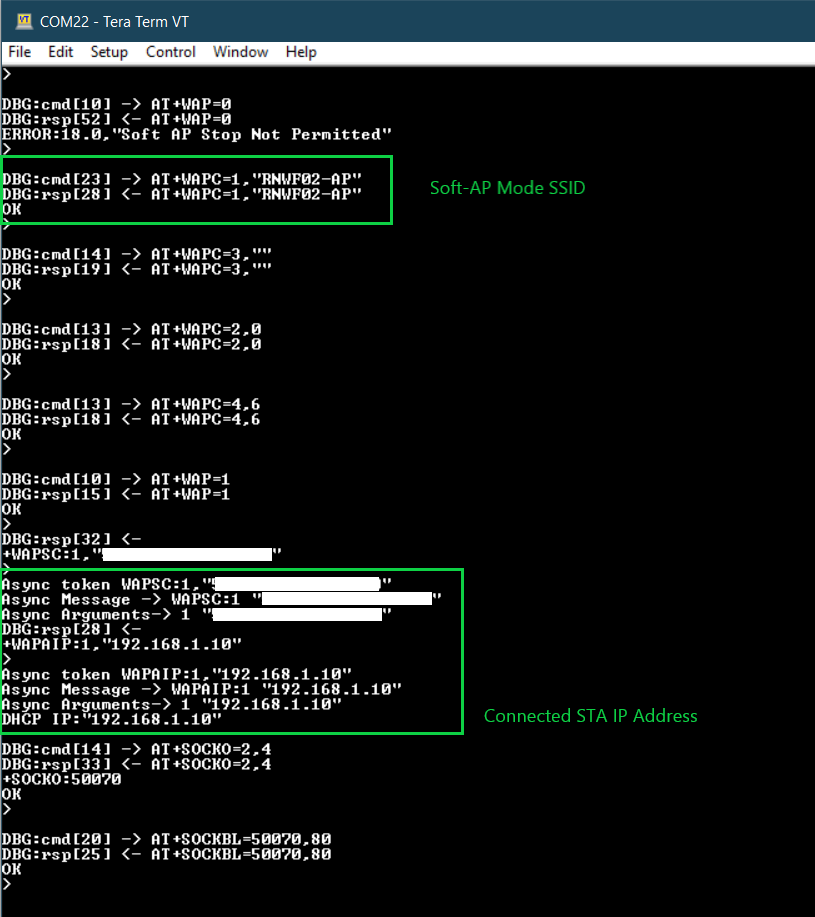 COM22 - Tera Term VT
File Edit Setup Control Window Help
>
DBG:cmd[10] -> AT+WAP=0
DBG:rsp[52] <- AT+WAP=0
ERROR:18.0,"Soft AP Stop Not Permitted"
>
DBG:cmd[23] -> AT+WAPC=1,"RNWF02-AP"
DBG:rsp[28] <- AT+WAPC=1,"RNWF02-AP"
OK
>
Soft-AP Mode SSID
DBG:cmd[14] -> AT+WAPC=3,""
DBG:rsp[19] <- AT+WAPC=3,""
OK
>
DBG:cmd[13] -> AT+WAPC=2,0
DBG:rsp[18] <- AT+WAPC=2,0
OK
>
DBG:cmd[13] -> AT+WAPC=4,6
DBG:rsp[18] <- AT+WAPC=4,6
OK
>
DBG:cmd[10] -> AT+WAP=1
DBG:rsp[15] <- AT+WAP=1
OK
>
DBG:rsp[32] <-
+WAPSC:1,""
>
Async token WAPSC:1,""
Async Message -> WAPSC:1 ""
Async Arguments-> 1 ""
DBG:rsp[28] <-
+WAPAIP:1,"192.168.1.10"
>
Async token WAPAIP:1,"192.168.1.10"
Async Message -> WAPAIP:1 "192.168.1.10"
Async Arguments-> 1 "192.168.1.10"
DHCP IP:"192.168.1.10"
Connected STA IP Address
DBG:cmd[14] -> AT+SOCKO=2,4
DBG:rsp[33] <- AT+SOCKO=2,4
+SOCKO:50070
OK
>
DBG:cmd[20] -> AT+SOCKBL=50070,80
DBG:rsp[25] <- AT+SOCKBL=50070,80
OK
>